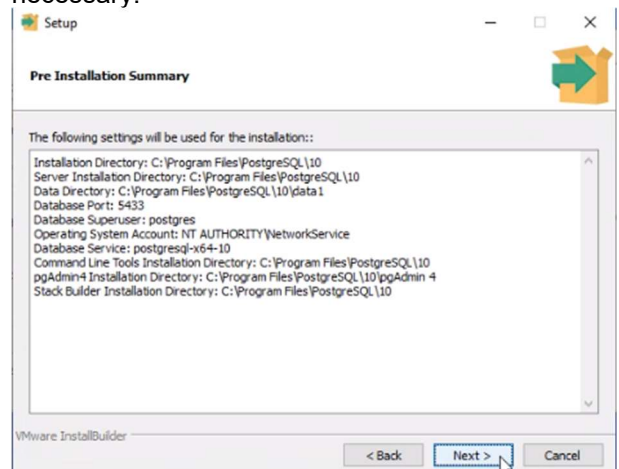 necessary.
Setup
Pre Installation Summary
The following settings will be used for the installation::
Installation Directory: C:\Program Files\PostgreSQL\10
Server Installation Directory: C:\Program Files\PostgreSQL\10
Data Directory: C:\Program Files\PostgreSQL\10\data1
Database Port: 5433
Database Superuser: postgres
Operating System Account: NT AUTHORITY\NetworkService
Database Service: postgresql-x64-10
Command Line Tools Installation Directory: C:\Program Files\PostgreSQL\10
pgAdmin4 Installation Directory: C:\Program Files\PostgreSQL\10\pgAdmin 4
Stack Builder Installation Directory: C:\Program Files\PostgreSQL\10
VMware InstallBuilder
< Back Next > Cancel